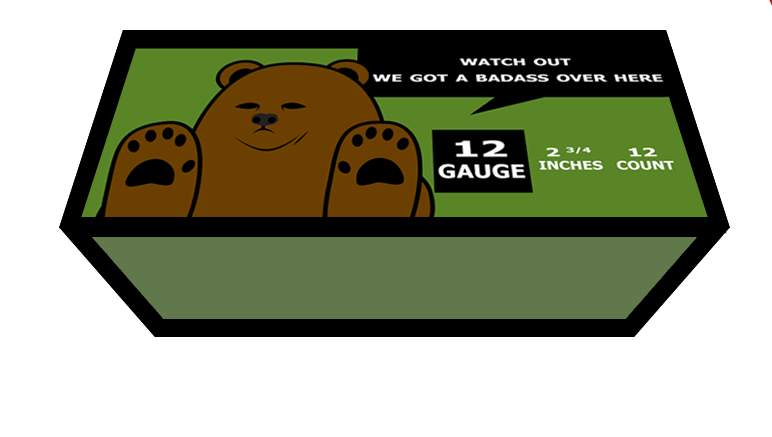 WATCH OUT
WE GOT A BADASS OVER HERE
12
GAUGE
2 3/4
INCHES
12
COUNT